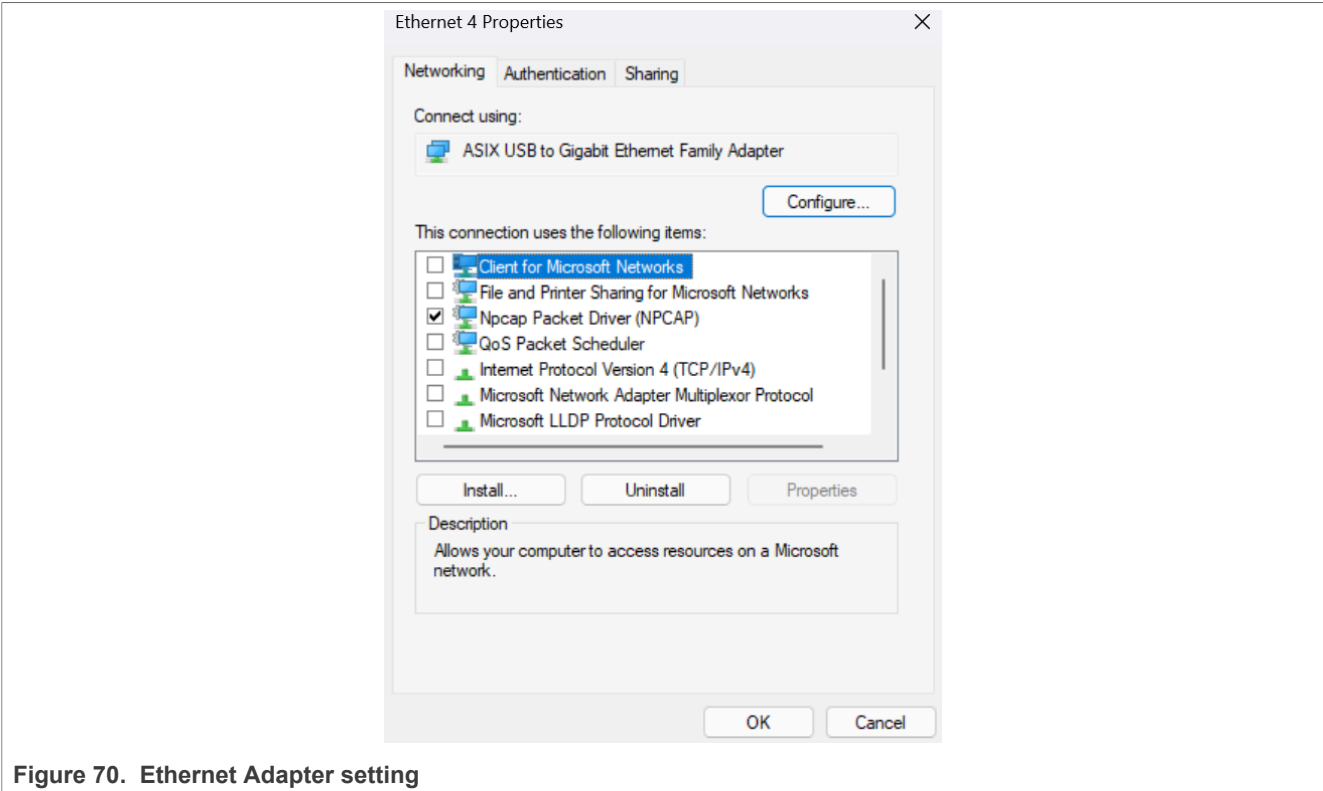 Ethernet 4 Properties
Networking Authentication Sharing
Connect using:
ASIX USB to Gigabit Ethernet Family Adapter
Configure...
This connection uses the following items:
Client for Microsoft Networks
File and Printer Sharing for Microsoft Networks
Npcap Packet Driver (NPCAP)
QoS Packet Scheduler
Internet Protocol Version 4 (TCP/IPv4)
Microsoft Network Adapter Multiplexor Protocol
Microsoft LLDP Protocol Driver
Install... Uninstall Properties
Description
Allows your computer to access resources on a Microsoft
network.
OK Cancel
Figure 70. Ethernet Adapter setting